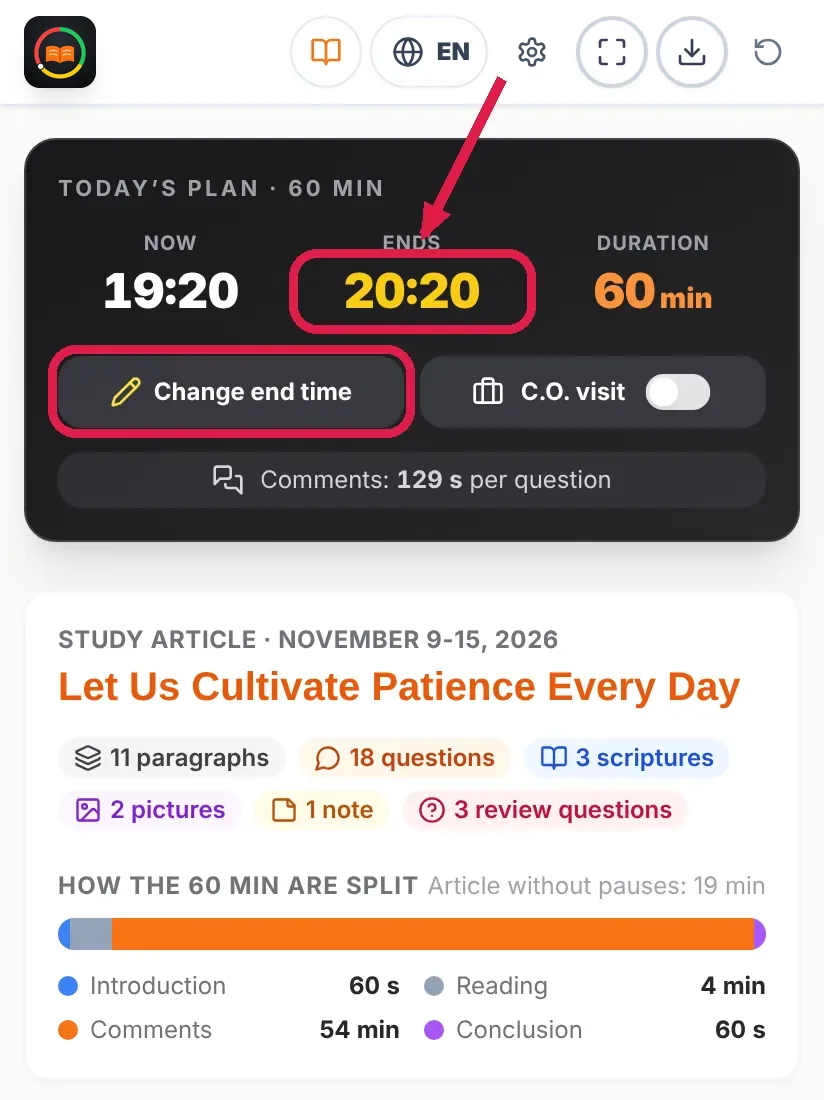 EN
TODAY’S PLAN · 60 MIN
NOW ENDS DURATION
19:20 20:20 60 min
Change end time C.O. visit
Comments: 129 s per question
STUDY ARTICLE · NOVEMBER 9-15, 2026
Let Us Cultivate Patience Every Day
11 paragraphs 18 questions 3 scriptures
2 pictures 1 note 3 review questions
HOW THE 60 MIN ARE SPLIT Article without pauses: 19 min
Introduction 60 s Reading 4 min
Comments 54 min Conclusion 60 s